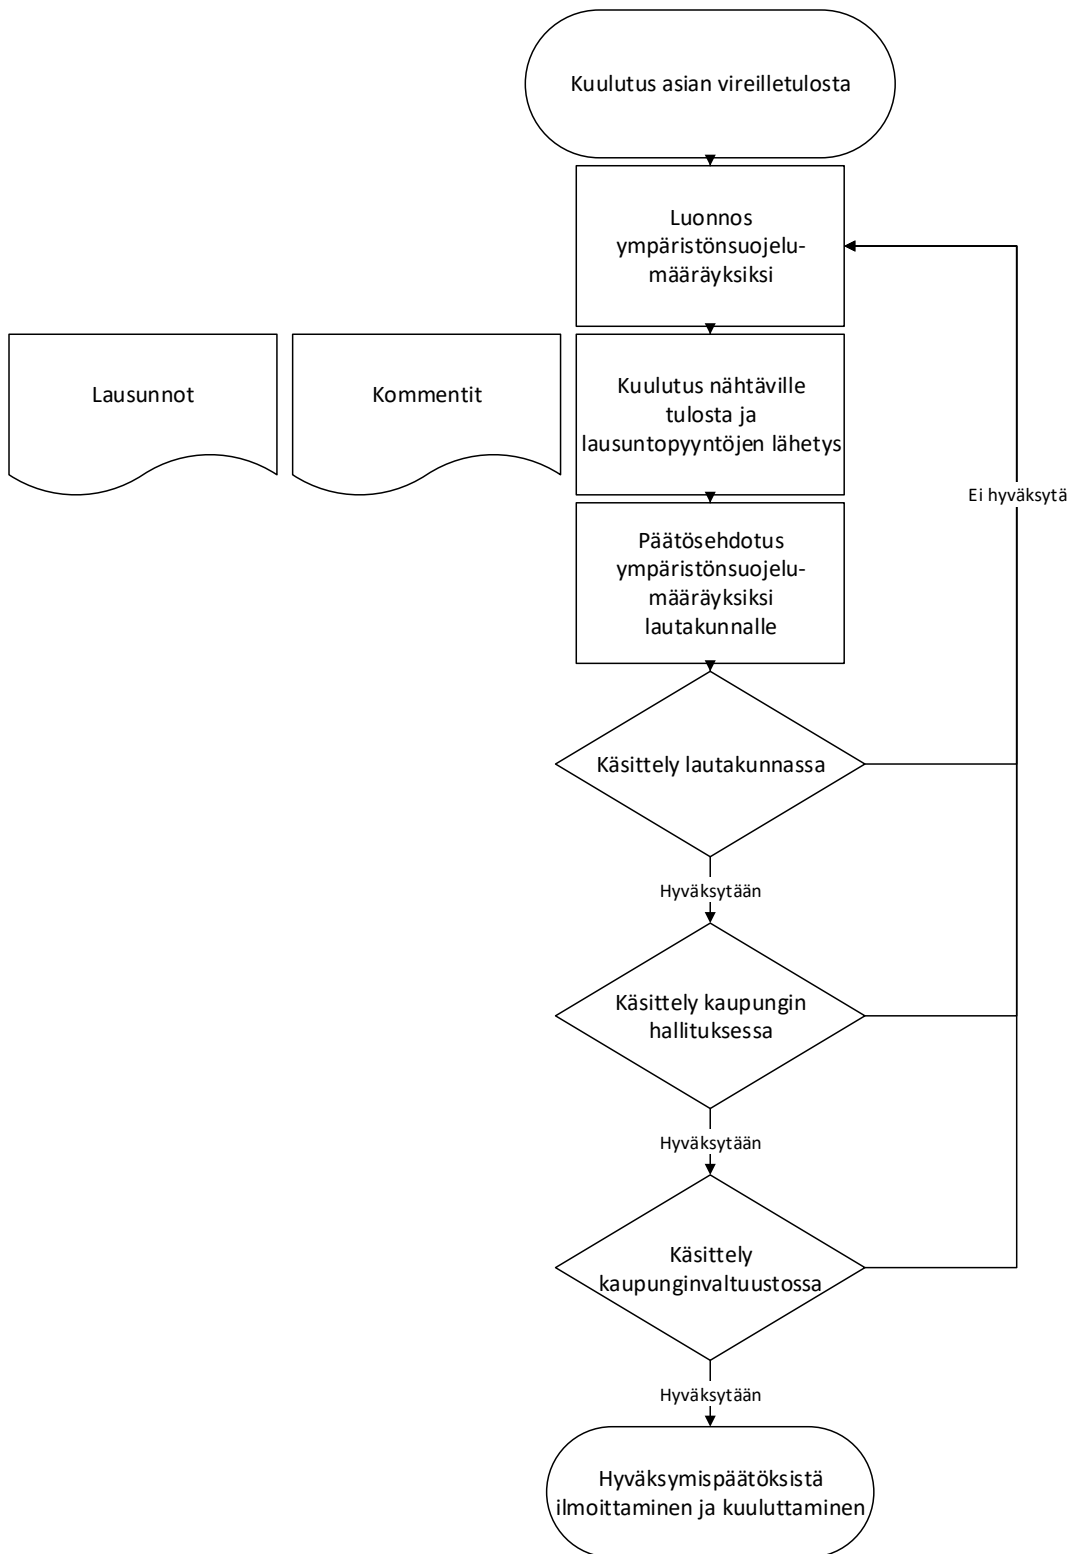 Kuulutus asian vireilletulosta
Luonnos
ympäristönsuojelu-
määräyksiksi
Lausunnot
Kommentit
Kuulutus nähtäville
tulosta ja
lausuntopyyntöjen lähetys
Ei hyväksytä
Päätösehdotus
ympäristönsuojelu-
määräyksiksi
lautakunnalle
Käsittely lautakunnassa
Hyväksytään
Käsittely kaupungin
hallituksessa
Hyväksytään
Käsittely
kaupunginvaltuustossa
Hyväksytään
Hyväksymispäätöksistä
ilmoittaminen ja kuuluttaminen